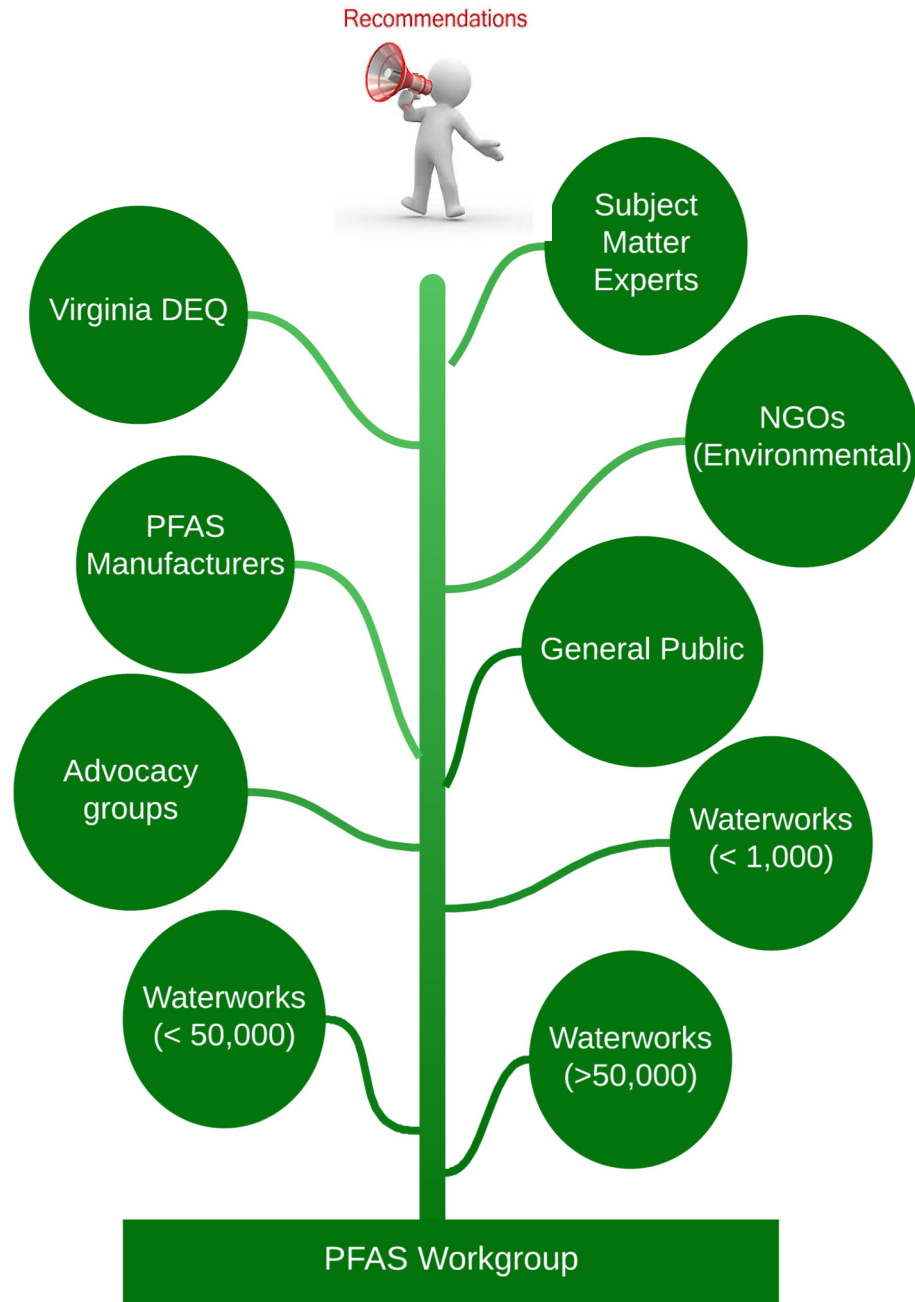 Recommendations
Subject
Matter
Experts
Virginia DEQ
NGOs
(Environmental)
PFAS
Manufacturers
General Public
Advocacy
groups
Waterworks
(< 1,000)
Waterworks
(< 50,000)
Waterworks
(>50,000)
PFAS Workgroup